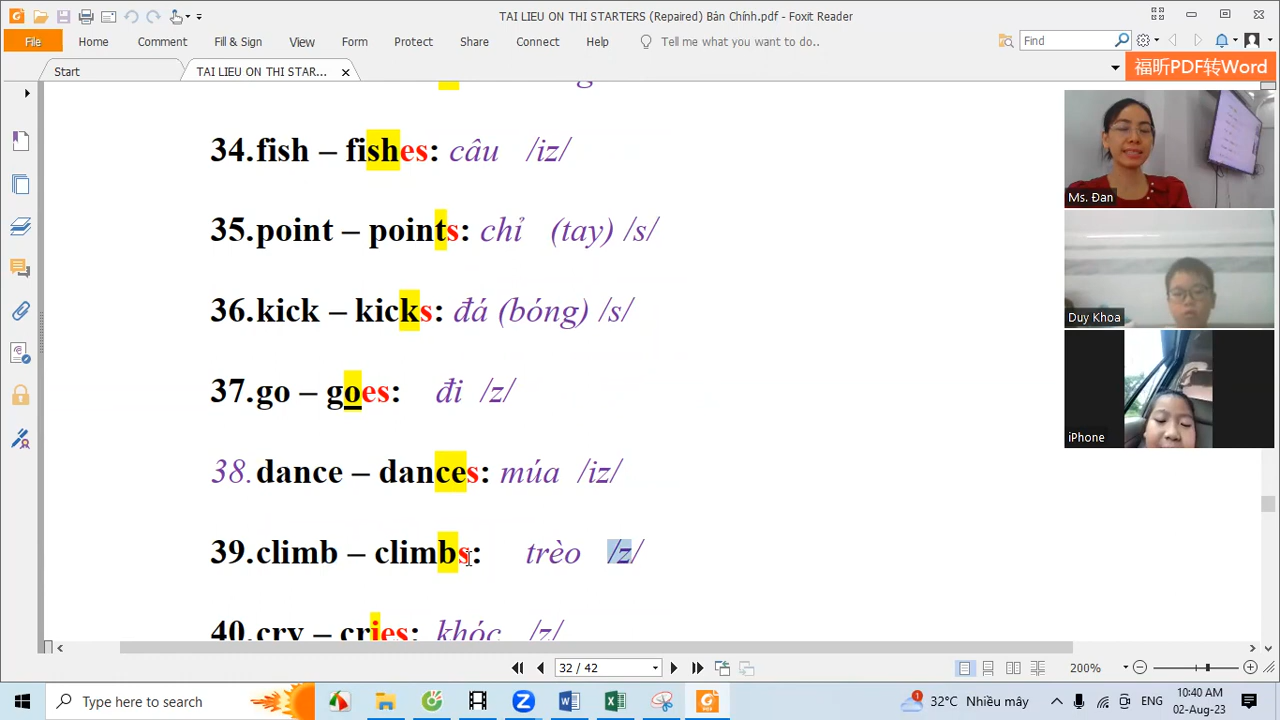 TAI LIEU ON THI STARTERS (Repaired) Bản Chính.pdf - Foxit Reader
File Home Comment Fill & Sign View Form Protect Share Connect Help Tell me what you want to do.. Find
Start TAI LIEU ON THI STAR... 福昕PDF转Word
34. fish – fishes: câu /iz/
35. point – points: chỉ (tay) /s/
36. kick – kicks: đá (bóng) /s/
37. go – goes: đi /z/
38. dance – dances: múa /iz/
39. climb – climbs: trèo /z/
40. cry – cries: khóc /z/
Ms. Đan
Duy Khoa
iPhone
32 / 42 200%
Type here to search 32°C Nhiều mây ENG 10:40 AM
02-Aug-23